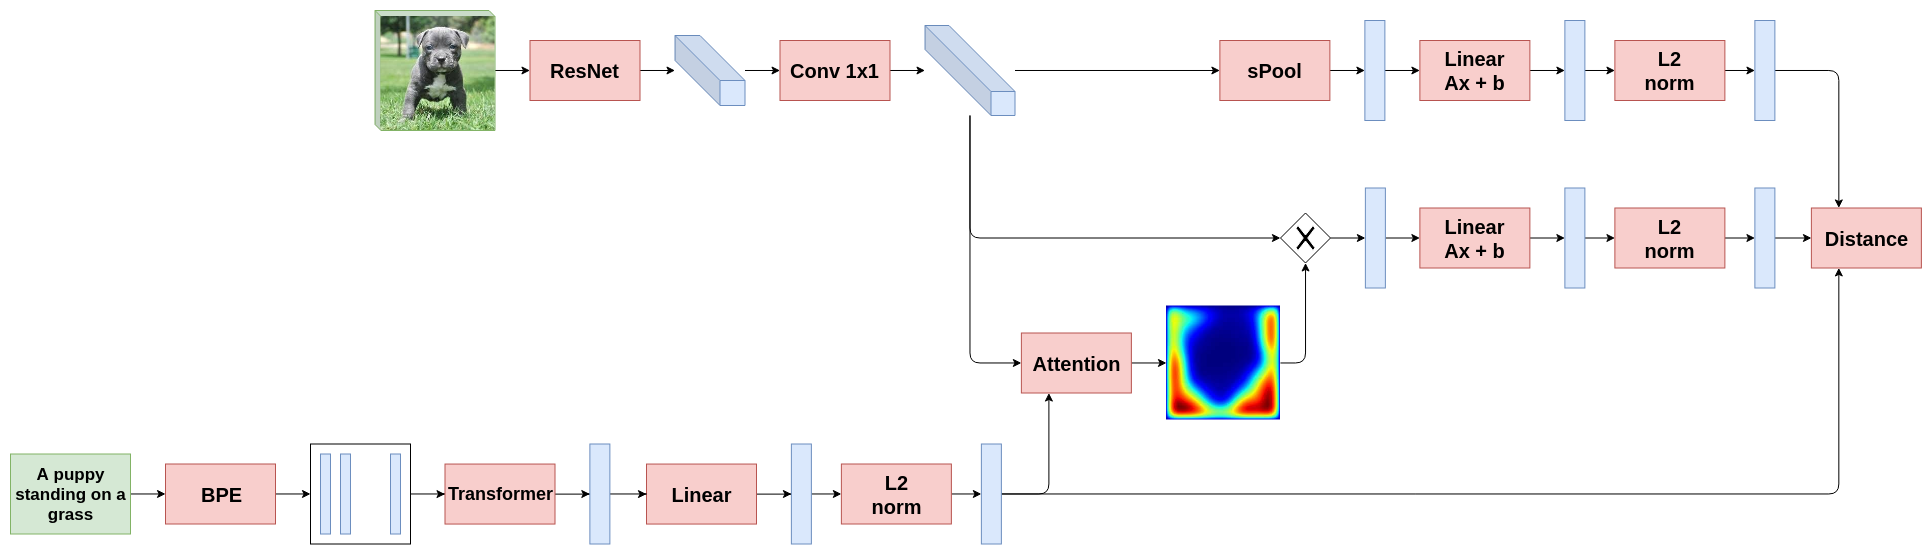 ResNet
Conv 1x1
sPool
Linear
Ax + b
L2
norm
X
Linear
Ax + b
L2
norm
Distance
Attention
A puppy
standing on a
grass
BPE
Transformer
Linear
L2
norm